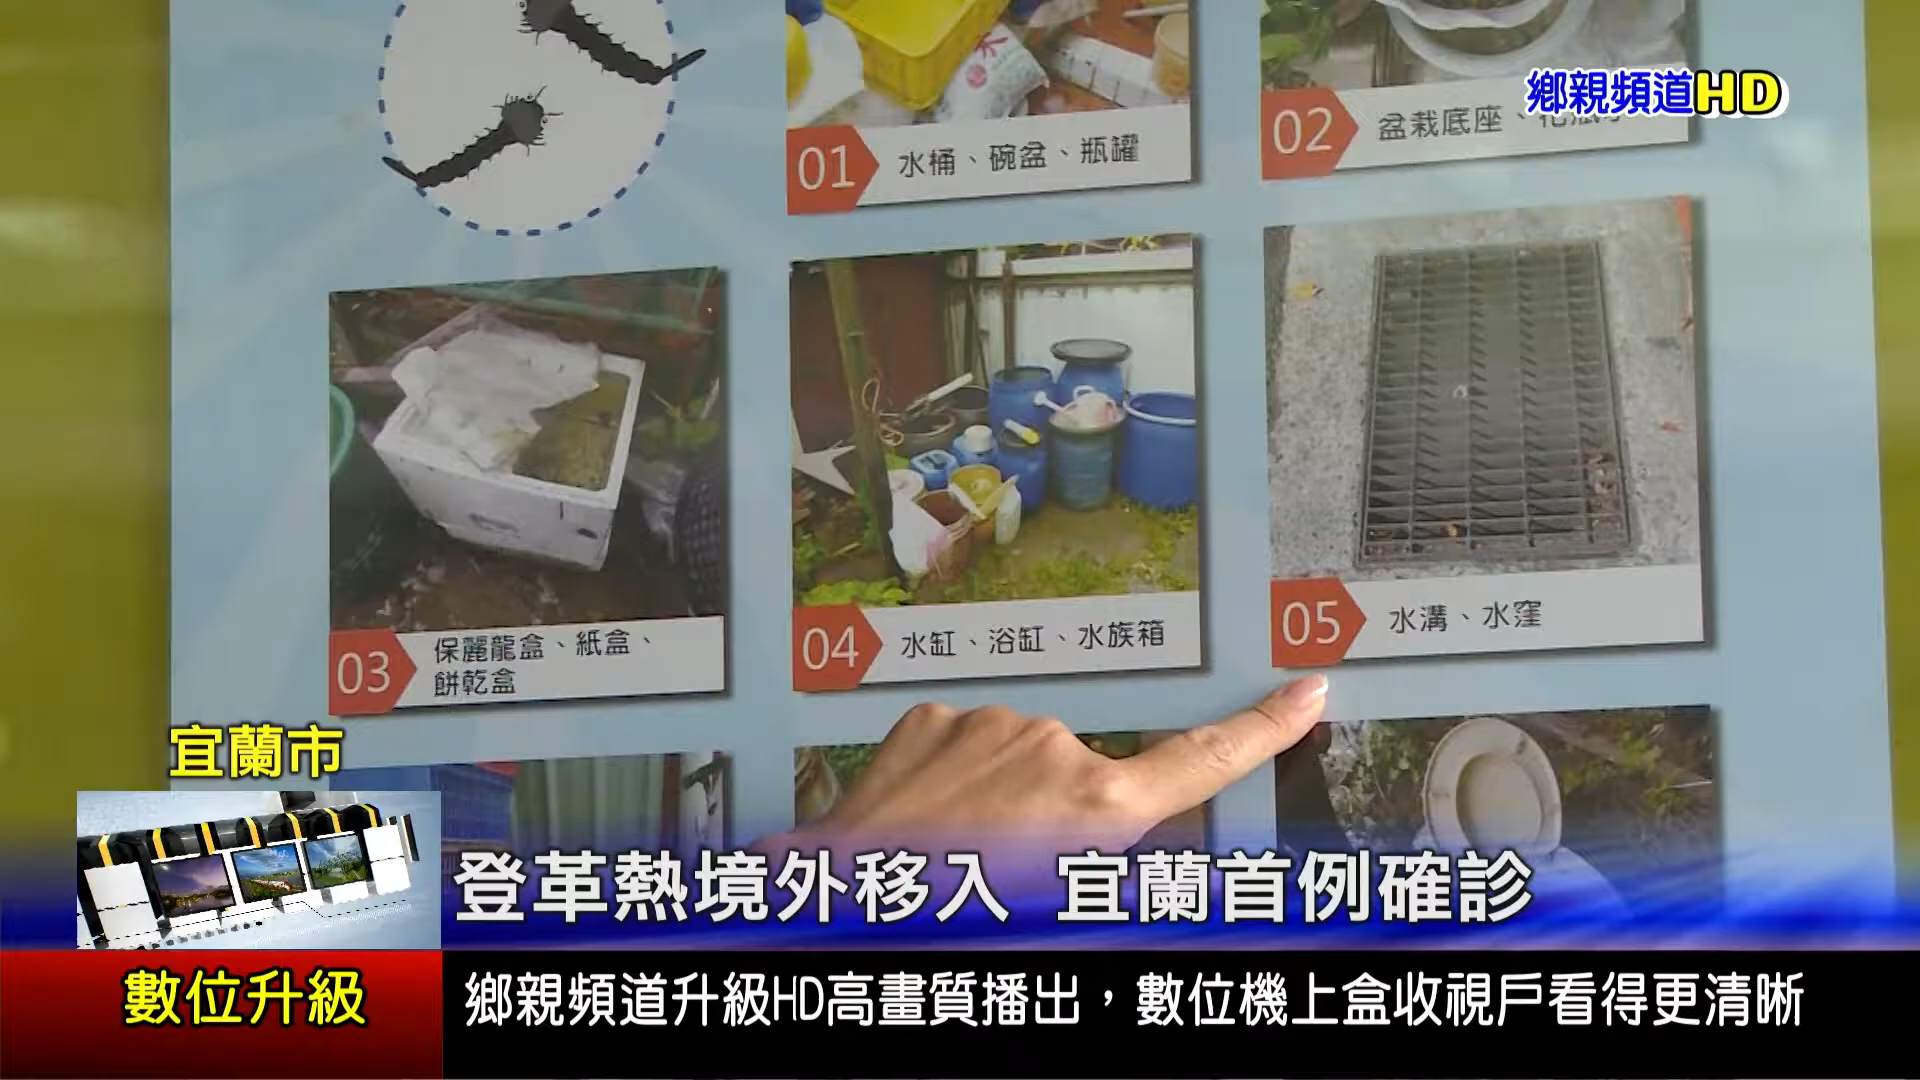 鄉親頻道HD
01 水桶、碗盆、瓶罐
02 盆栽底座、花瓶
03 保麗龍盒、紙盒、
餅乾盒
04 水缸、浴缸、水族箱
05 水溝、水窪
宜蘭市
登革熱境外移入 宜蘭首例確診
數位升級
鄉親頻道升級HD高畫質播出，數位機上盒收視戶看得更清晰